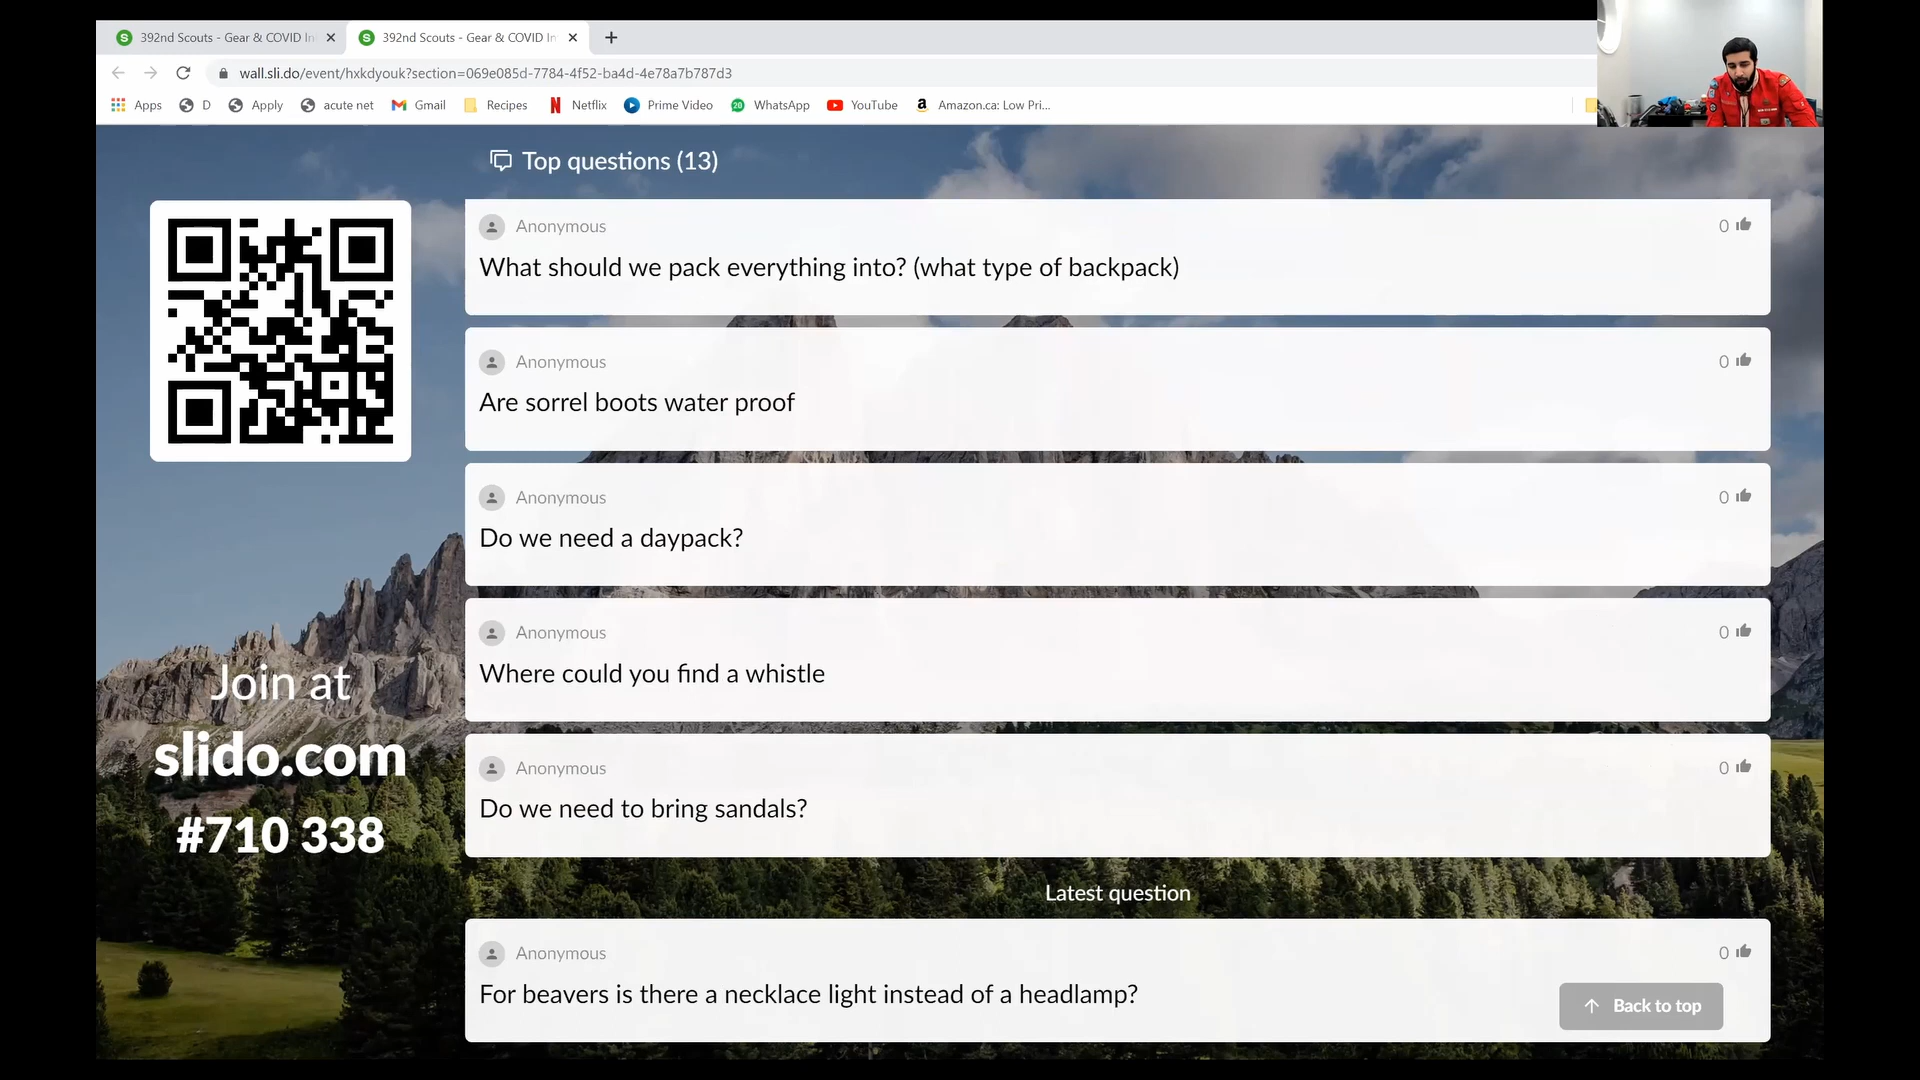 392nd Scouts - Gear & COVID In
392nd Scouts - Gear & COVID In
wall.sli.do/event/hxkdyouk?section=069e085d-7784-4f52-ba4d-4e78a7b787d3
Apps D Apply acute net Gmail Recipes Netflix Prime Video 20 WhatsApp YouTube Amazon.ca: Low Pri...
Top questions (13)
Anonymous 0
What should we pack everything into? (what type of backpack)
Anonymous 0
Are sorrel boots water proof
Anonymous 0
Do we need a daypack?
Anonymous 0
Where could you find a whistle
Anonymous 0
Do we need to bring sandals?
Latest question
Anonymous 0
For beavers is there a necklace light instead of a headlamp?
Back to top
Join at
slido.com
#710 338